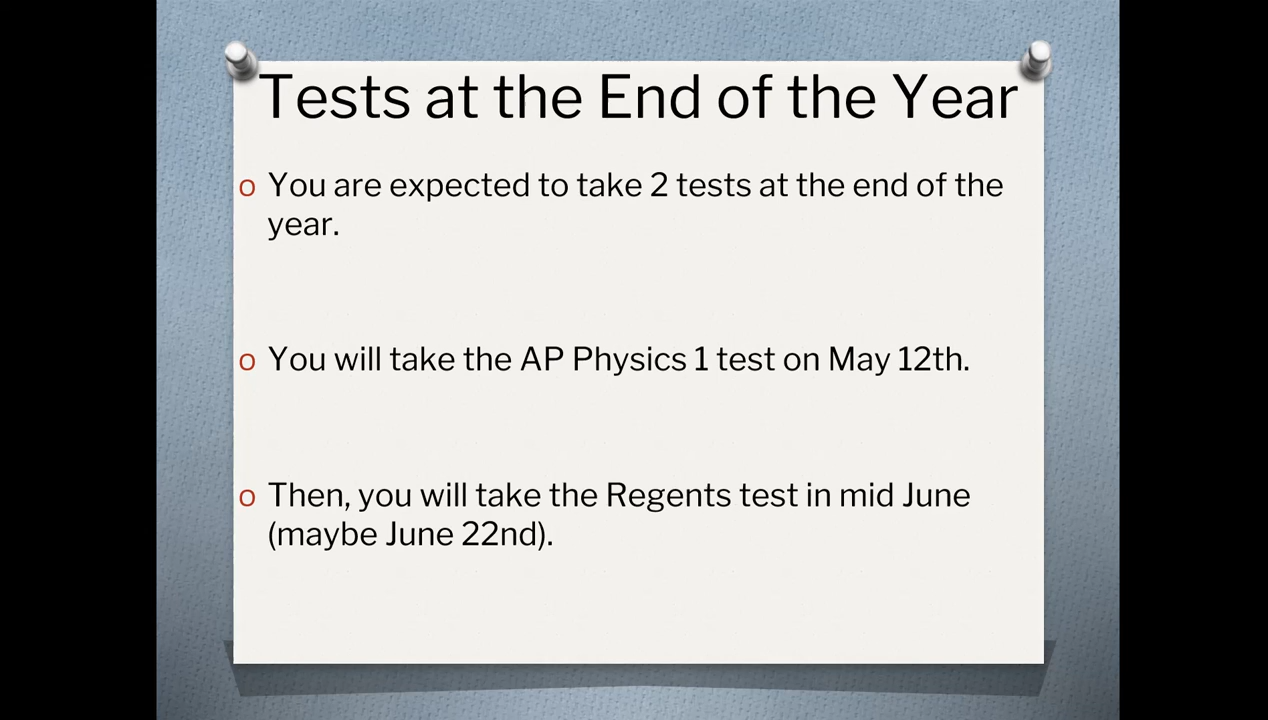 Tests at the End of the Year
o You are expected to take 2 tests at the end of the
year.
o You will take the AP Physics 1 test on May 12th.
o Then, you will take the Regents test in mid June
(maybe June 22nd).